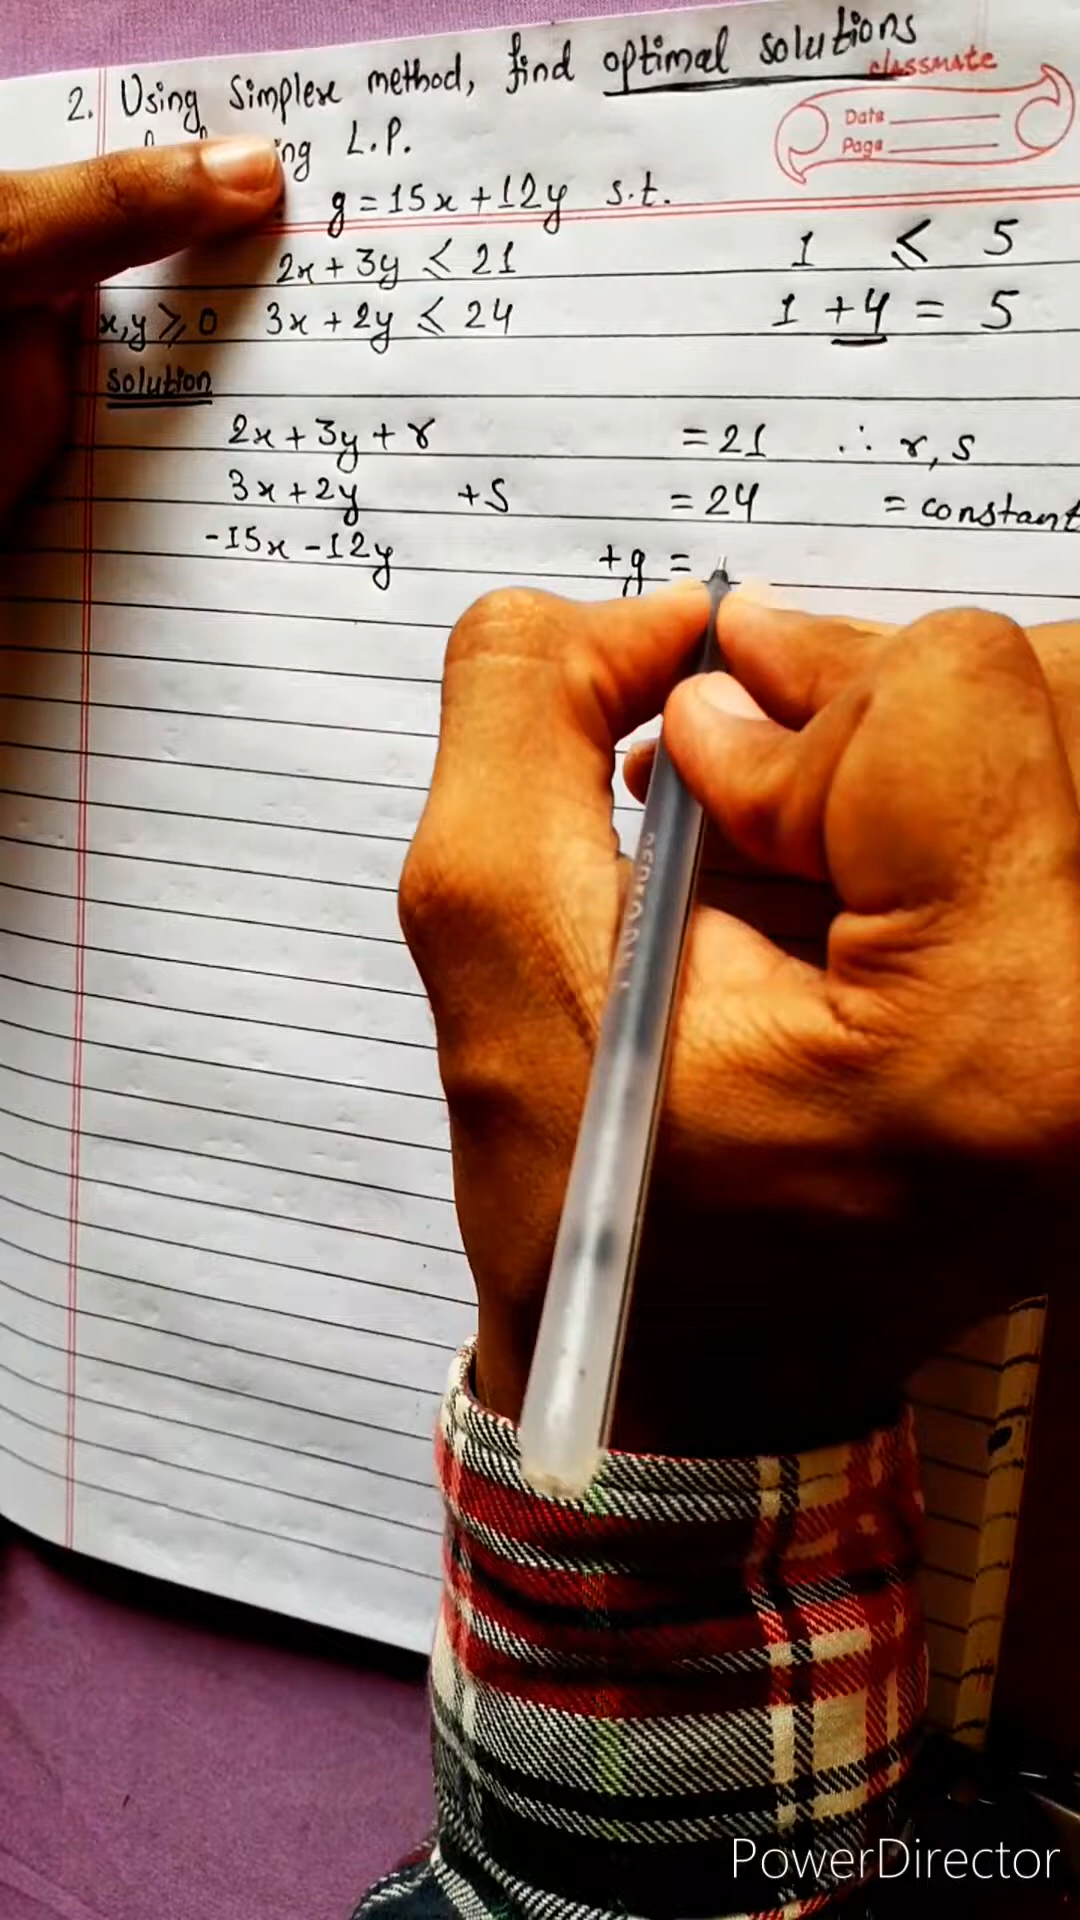 2. Using Simplex method, find optimal solutions
classmate
Date
Page
ng L.P.
g = 15x + 12y s.t.
2x + 3y ≤ 21
1 ≤ 5
x, y ≥ 0 3x + 2y ≤ 24
1 + 4 = 5
Solution
2x + 3y + r = 21 ∴ r, s
3x + 2y + S = 24 = constant
-15x - 12y + g =
PowerDirector